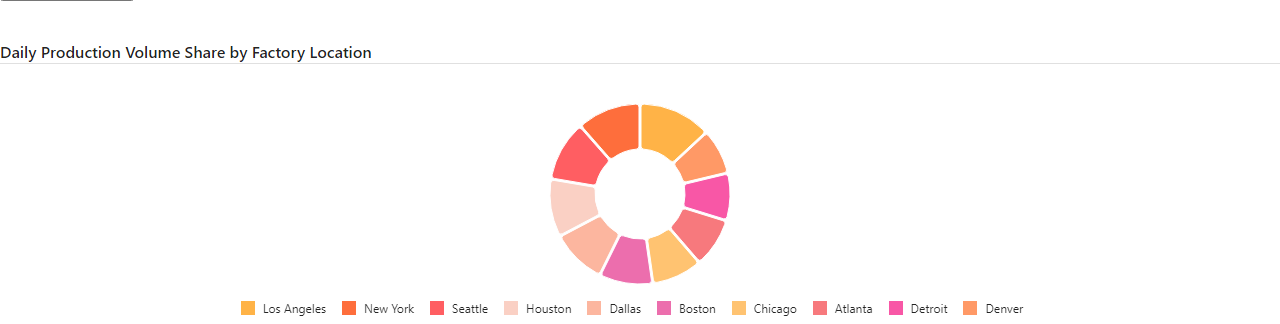 Daily Production Volume Share by Factory Location
Los Angeles New York Seattle Houston Dallas Boston Chicago Atlanta Detroit Denver